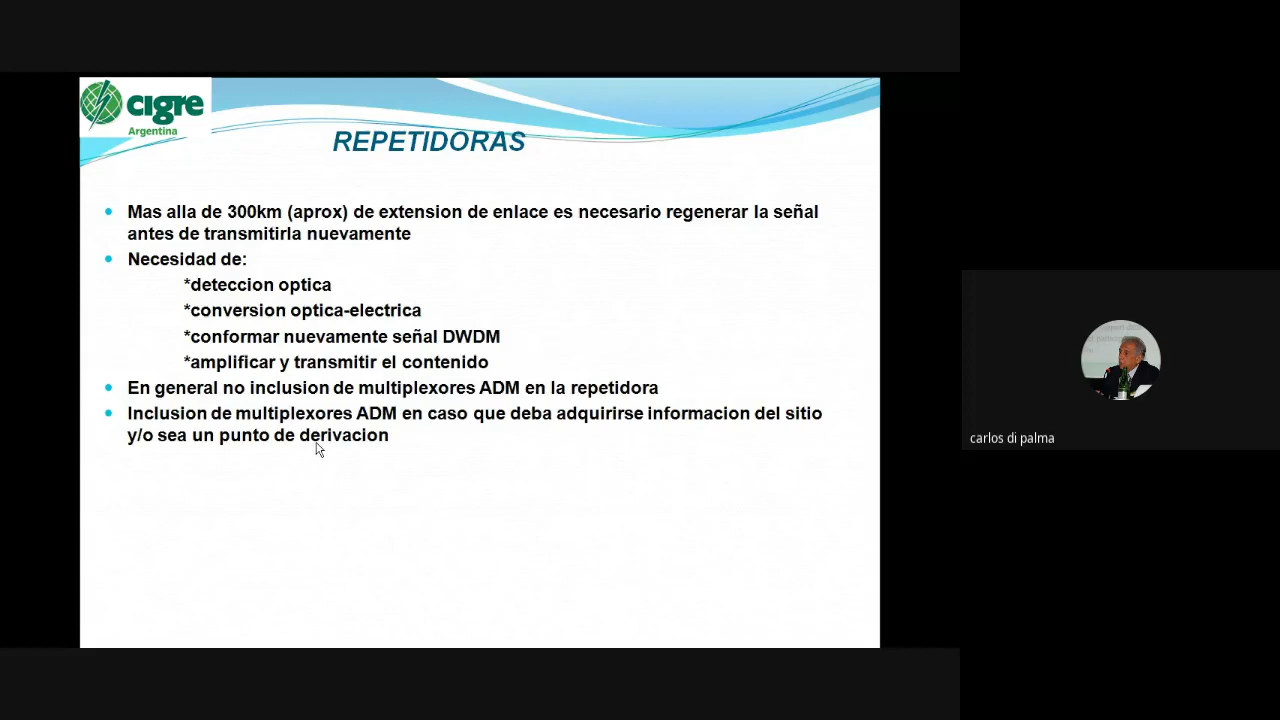 cigre
Argentina
REPETIDORAS
Mas alla de 300km (aprox) de extension de enlace es necesario regenerar la señal
antes de transmitirla nuevamente
Necesidad de:
*deteccion optica
*conversion optica-electrica
*conformar nuevamente señal DWDM
*amplificar y transmitir el contenido
En general no inclusion de multiplexores ADM en la repetidora
Inclusion de multiplexores ADM en caso que deba adquirirse informacion del sitio
y/o sea un punto de derivacion
carlos di palma